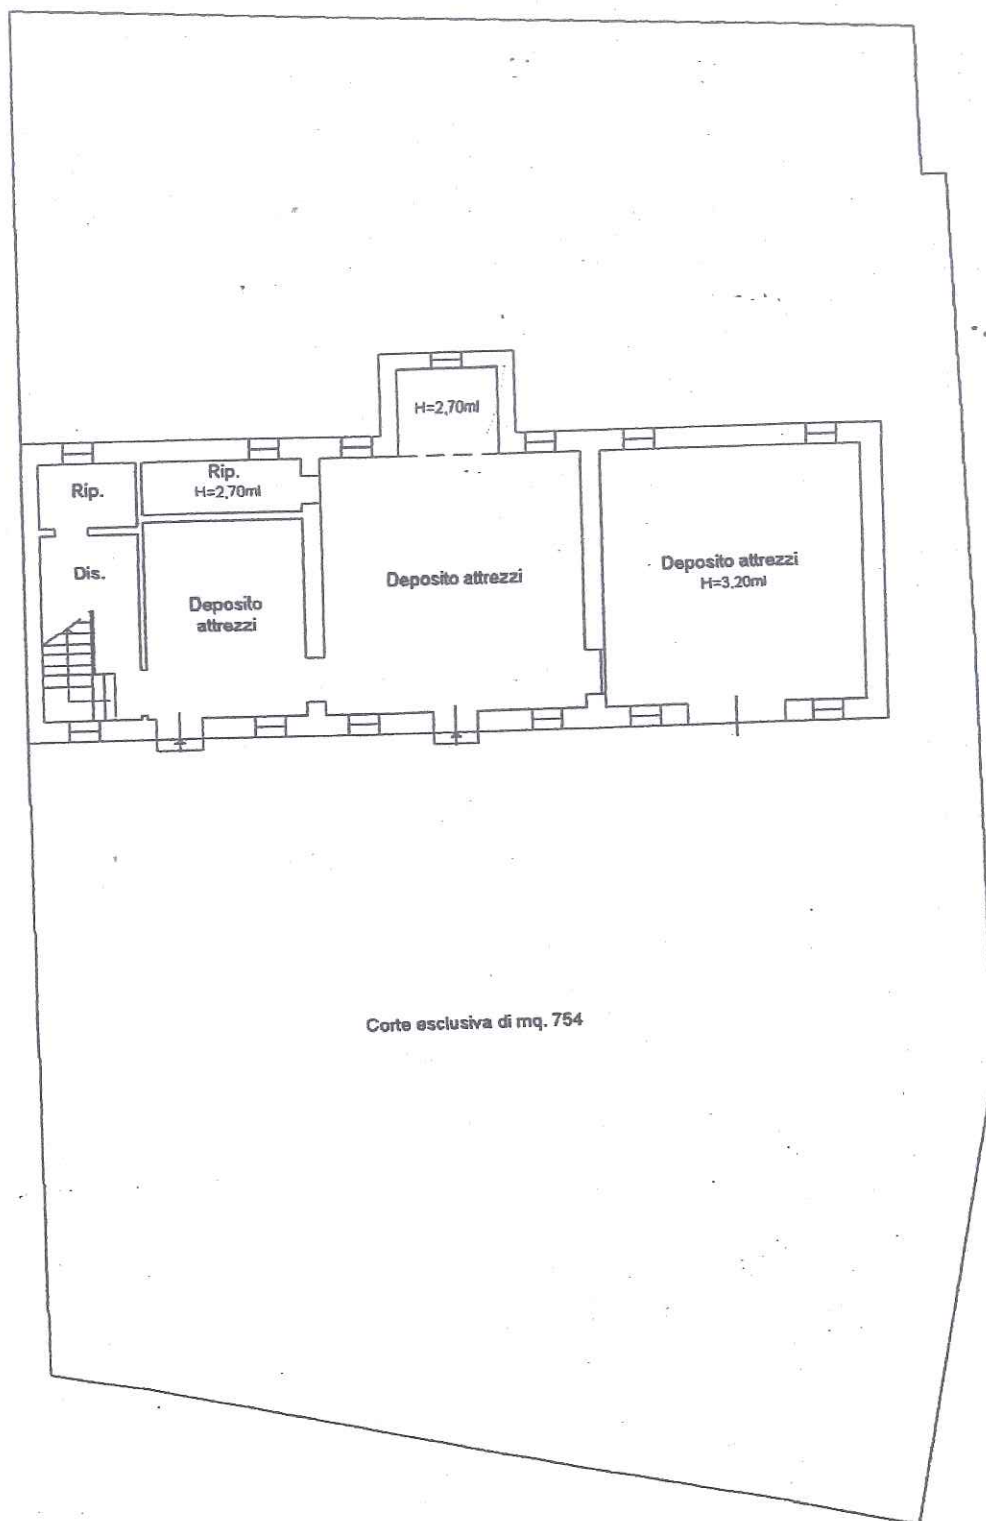 H=2,70ml
Rip.
Rip.
H=2,70ml
Dis.
Deposito
attrezzi
Deposito attrezzi
Deposito attrezzi
H=3,20ml
Corte esclusiva di mq. 754